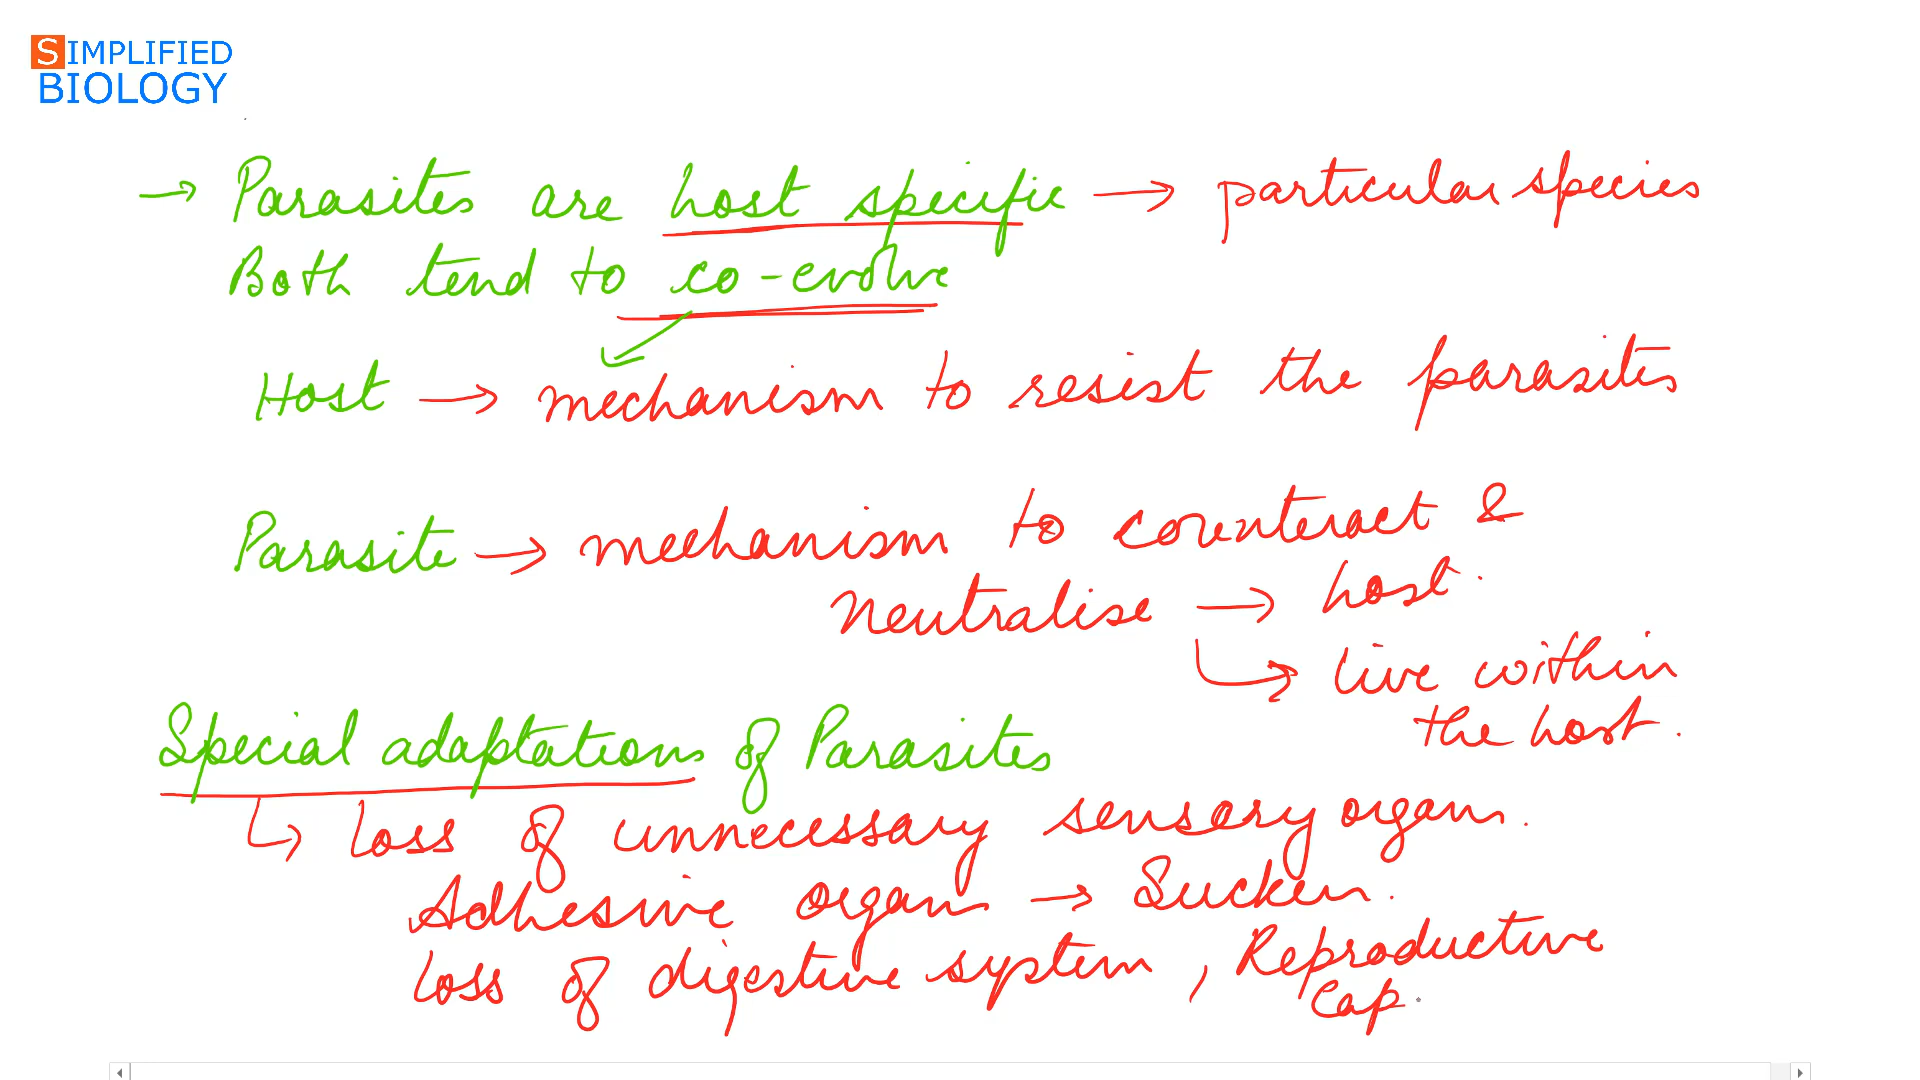 SIMPLIFIED
BIOLOGY
→ Parasites are host specific → particular species
Both tend to co-evolve
Host → mechanism to resist the parasites
Parasite → mechanism to counteract &
Neutralise → host.
↳ live within
the host.
Special adaptations of Parasites
↳ loss of unnecessary sensory organs.
Adhesive organs → Sucker.
loss of digestive system, Reproductive
Cap.